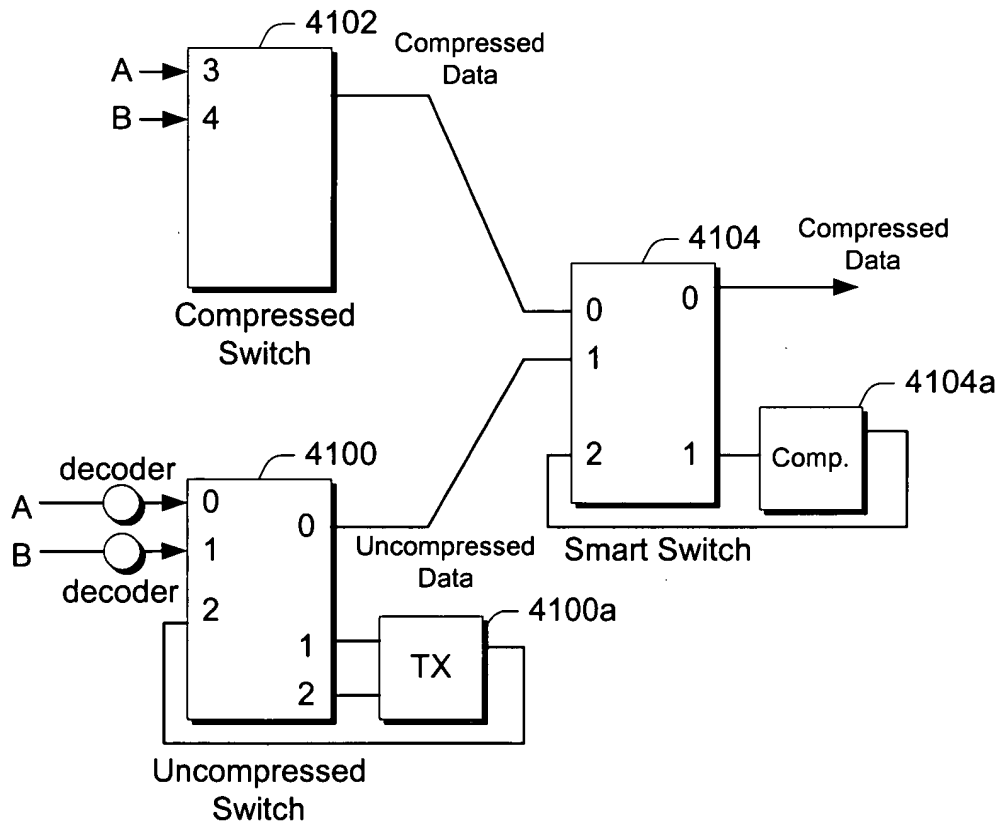 4102
Compressed
Data
A
3
B
4
Compressed
Switch
4104
Compressed
Data
0
0
1
2
1
4104a
Comp.
Smart Switch
4100
decoder
A
0
0
B
1
decoder
2
Uncompressed
Data
1
2
4100a
TX
Uncompressed
Switch